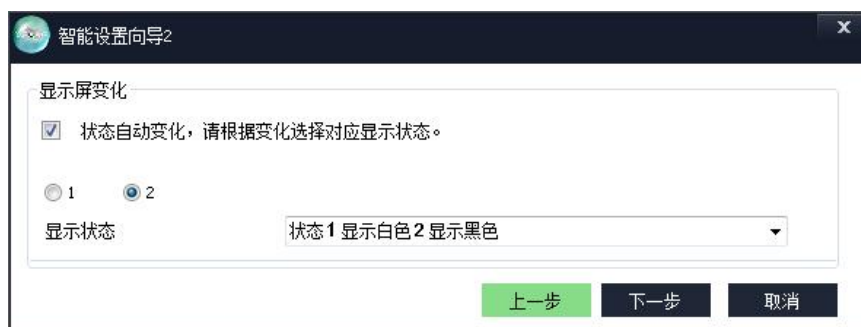 智能设置向导2
x
显示屏变化
状态自动变化，请根据变化选择对应显示状态。
1 2
显示状态 状态1 显示白色2 显示黑色
上一步 下一步 取消